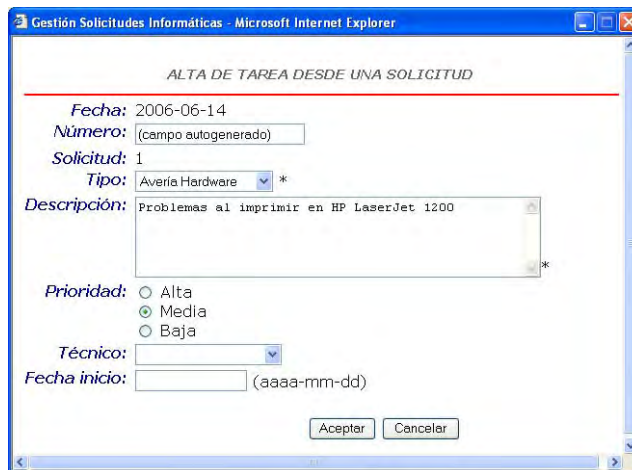 Gestión Solicitudes Informáticas - Microsoft Internet Explorer
ALTA DE TAREA DESDE UNA SOLICITUD
Fecha: 2006-06-14
Número: (campo autogenerado)
Solicitud: 1
Tipo: Avería Hardware *
Descripción: Problemas al imprimir en HP LaserJet 1200
*
Prioridad: Alta
Media
Baja
Técnico:
Fecha inicio: (aaaa-mm-dd)
Aceptar Cancelar